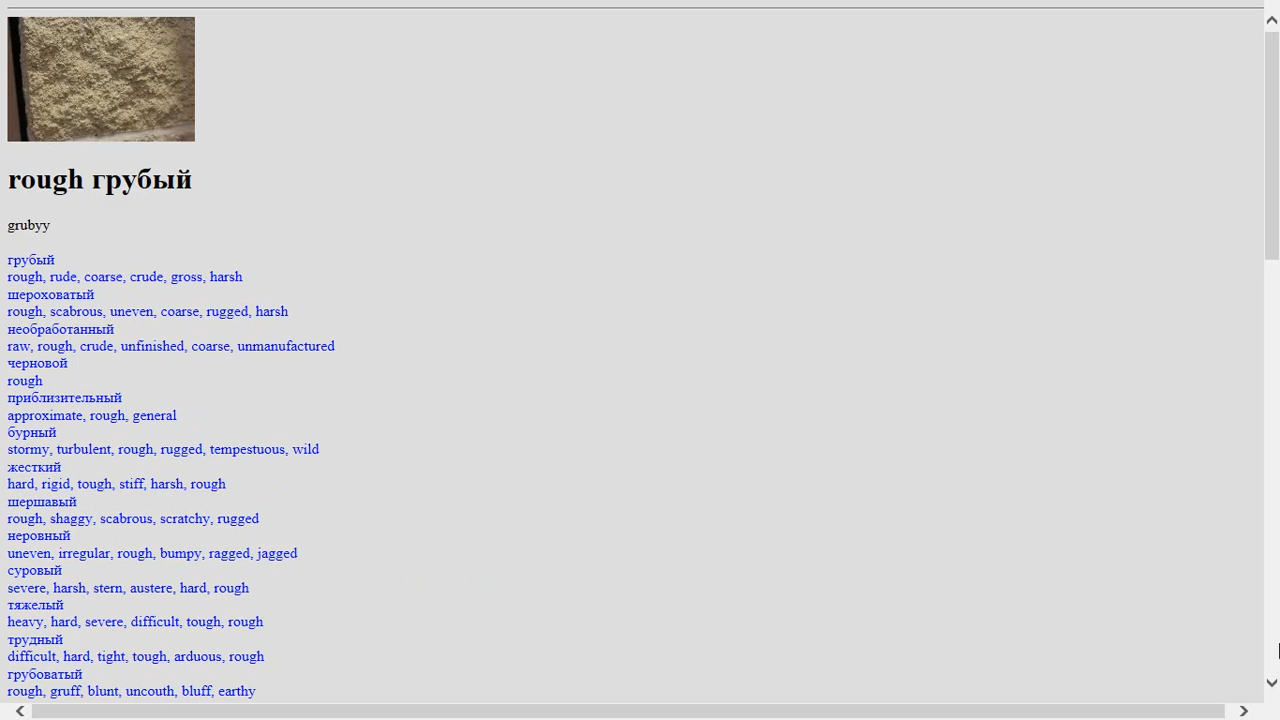 rough грубый
grubyy
грубый
rough, rude, coarse, crude, gross, harsh
шероховатый
rough, scabrous, uneven, coarse, rugged, harsh
необработанный
raw, rough, crude, unfinished, coarse, unmanufactured
черновой
rough
приблизительный
approximate, rough, general
бурный
stormy, turbulent, rough, rugged, tempestuous, wild
жесткий
hard, rigid, tough, stiff, harsh, rough
шершавый
rough, shaggy, scabrous, scratchy, rugged
неровный
uneven, irregular, rough, bumpy, ragged, jagged
суровый
severe, harsh, stern, austere, hard, rough
тяжелый
heavy, hard, severe, difficult, tough, rough
трудный
difficult, hard, tight, tough, arduous, rough
грубоватый
rough, gruff, blunt, uncouth, bluff, earthy